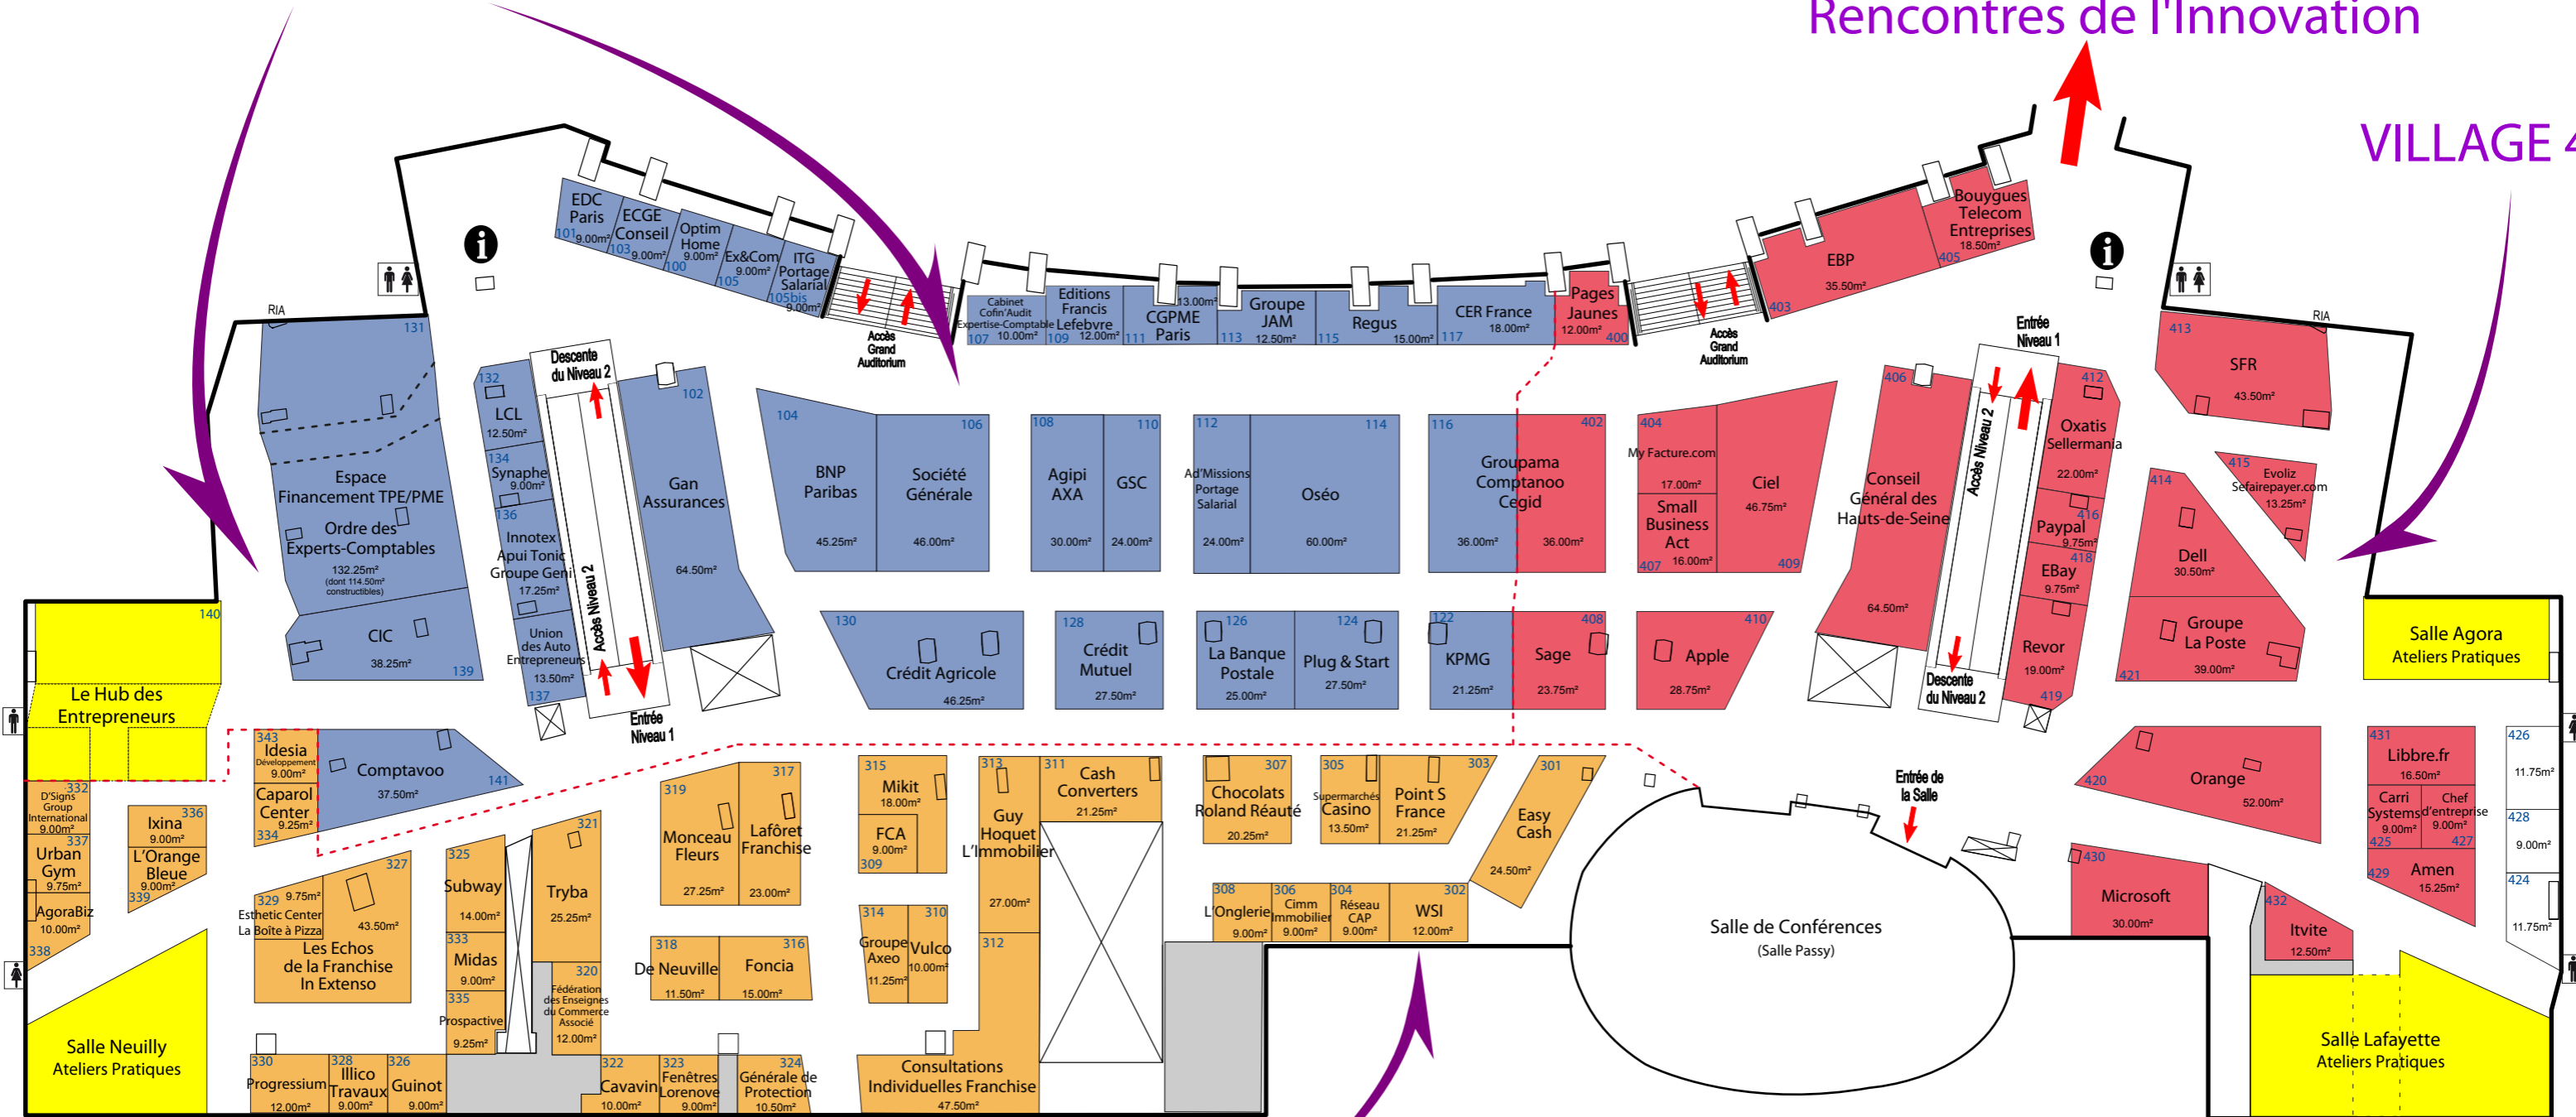 Rencontres de l'Innovation
VILLAGE 4
EDC
Paris
101
9.00m²
ECGE
Conseil
103
9.00m²
Optim
Home
9.00m²
100
Ex&Com
9.00m²
105
ITG
Portage
Salarial
105bis
9.00m²
Accès
Grand
Auditorium
Cabinet
Cofin'Audit
Expertise-Comptable
107
10.00m²
Editions
Francis
Lefebvre
109
12.00m²
13.00m²
CGPME
Paris
111
Groupe
JAM
113
12.50m²
Regus
115
15.00m²
CER France
18.00m²
117
Pages
Jaunes
12.00m²
400
Accès
Grand
Auditorium
EBP
35.50m²
403
Bouygues
Telecom
Entreprises
18.50m²
405
RIA
131
Espace
Financement TPE/PME
Ordre des
Experts-Comptables
132.25m²
(dont 114.50m²
constructibles)
CIC
38.25m²
139
132
LCL
12.50m²
134
Synaphe
9.00m²
136
Innotex
Apui Tonic
Groupe Geni
17.25m²
Union
des Auto
Entrepreneurs
13.50m²
137
Descente
du Niveau 2
Accès Niveau 2
Entrée
Niveau 1
102
Gan
Assurances
64.50m²
104
BNP
Paribas
45.25m²
106
Société
Générale
46.00m²
108
Agipi
AXA
30.00m²
110
GSC
24.00m²
112
Ad'Missions
Portage
Salarial
24.00m²
114
Oséo
60.00m²
116
402
Groupama
Comptanoo
Cegid
36.00m²
36.00m²
404
My Facture.com
17.00m²
Small
Business
Act
407
16.00m²
Ciel
46.75m²
409
406
Conseil
Général des
Hauts-de-Seine
64.50m²
Entrée
Niveau 1
Accès Niveau 2
Descente
du Niveau 2
412
Oxatis
Sellermania
22.00m²
416
Paypal
9.75m²
418
EBay
9.75m²
Revor
19.00m²
419
RIA
413
SFR
43.50m²
415
Evoliz
Sefairepayer.com
13.25m²
414
Dell
30.50m²
Groupe
La Poste
39.00m²
421
130
Crédit Agricole
46.25m²
128
Crédit
Mutuel
27.50m²
126
La Banque
Postale
25.00m²
124
Plug & Start
27.50m²
122
KPMG
21.25m²
408
Sage
23.75m²
410
Apple
28.75m²
140
Le Hub des
Entrepreneurs
Salle Agora
Ateliers Pratiques
343
Idesia
Développement
9.00m²
Caparol
Center
9.25m²
334
Comptavoo
37.50m²
141
332
D'Signs
Group
International
9.00m²
337
Urban
Gym
9.75m²
AgoraBiz
10.00m²
338
336
Ixina
9.00m²
L'Orange
Bleue
9.00m²
339
327
9.75m²
329
Esthetic Center
La Boîte à Pizza
43.50m²
Les Echos
de la Franchise
In Extenso
325
Subway
14.00m²
333
Midas
9.00m²
335
Prospactive
9.25m²
321
Tryba
25.25m²
320
Fédération
des Enseignes
du Commerce
Associé
12.00m²
319
Monceau
Fleurs
27.25m²
317
Lafôret
Franchise
23.00m²
318
De Neuville
11.50m²
316
Foncia
15.00m²
315
Mikit
18.00m²
FCA
9.00m²
309
314
Groupe
Axeo
11.25m²
310
Vulco
10.00m²
313
Guy
Hoquet
L'Immobilier
27.00m²
311
Cash
Converters
21.25m²
312
Consultations
Individuelles Franchise
47.50m²
307
Chocolats
Roland Réauté
20.25m²
305
Supermarchés
Casino
13.50m²
303
Point S
France
21.25m²
301
Easy
Cash
24.50m²
308
L'Onglerie
9.00m²
306
Cimm
Immobilier
9.00m²
304
Réseau
CAP
9.00m²
302
WSI
12.00m²
Entrée de
la Salle
Salle de Conférences
(Salle Passy)
420
Orange
52.00m²
430
Microsoft
30.00m²
431
Libbre.fr
16.50m²
Carri
Systems
9.00m²
425
Chef
d'entreprise
9.00m²
427
429
Amen
15.25m²
426
11.75m²
428
9.00m²
424
11.75m²
432
Itvite
12.50m²
Salle Neuilly
Ateliers Pratiques
330
Progressium
12.00m²
328
Illico
Travaux
9.00m²
326
Guinot
9.00m²
322
Cavavin
10.00m²
323
Fenêtres
Lorenove
9.00m²
324
Générale de
Protection
10.50m²
Salle Lafayette
Ateliers Pratiques